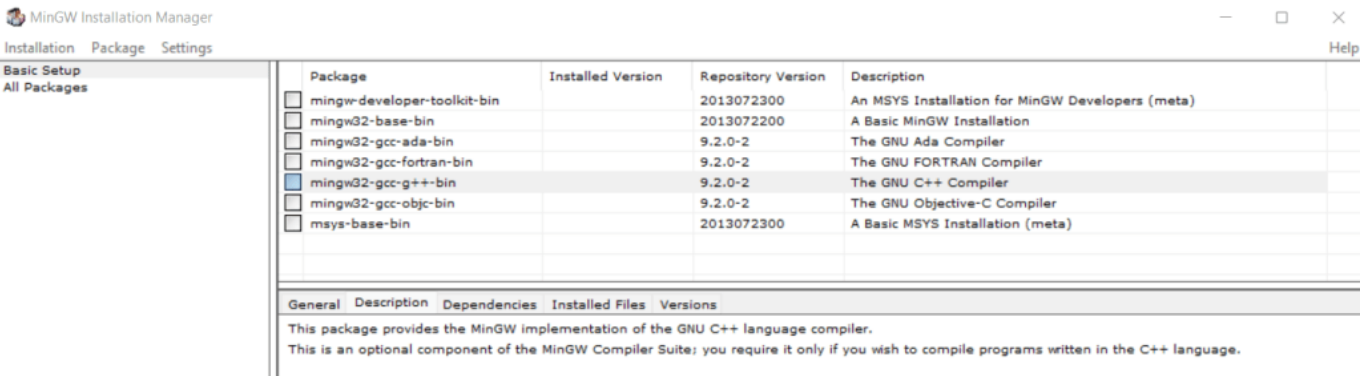 MinGW Installation Manager
Installation Package Settings Help
Basic Setup
All Packages
Package Installed Version Repository Version Description
mingw-developer-toolkit-bin 2013072300 An MSYS Installation for MinGW Developers (meta)
mingw32-base-bin 2013072200 A Basic MinGW Installation
mingw32-gcc-ada-bin 9.2.0-2 The GNU Ada Compiler
mingw32-gcc-fortran-bin 9.2.0-2 The GNU FORTRAN Compiler
mingw32-gcc-g++-bin 9.2.0-2 The GNU C++ Compiler
mingw32-gcc-objc-bin 9.2.0-2 The GNU Objective-C Compiler
msys-base-bin 2013072300 A Basic MSYS Installation (meta)
General Description Dependencies Installed Files Versions
This package provides the MinGW implementation of the GNU C++ language compiler.
This is an optional component of the MinGW Compiler Suite; you require it only if you wish to compile programs written in the C++ language.